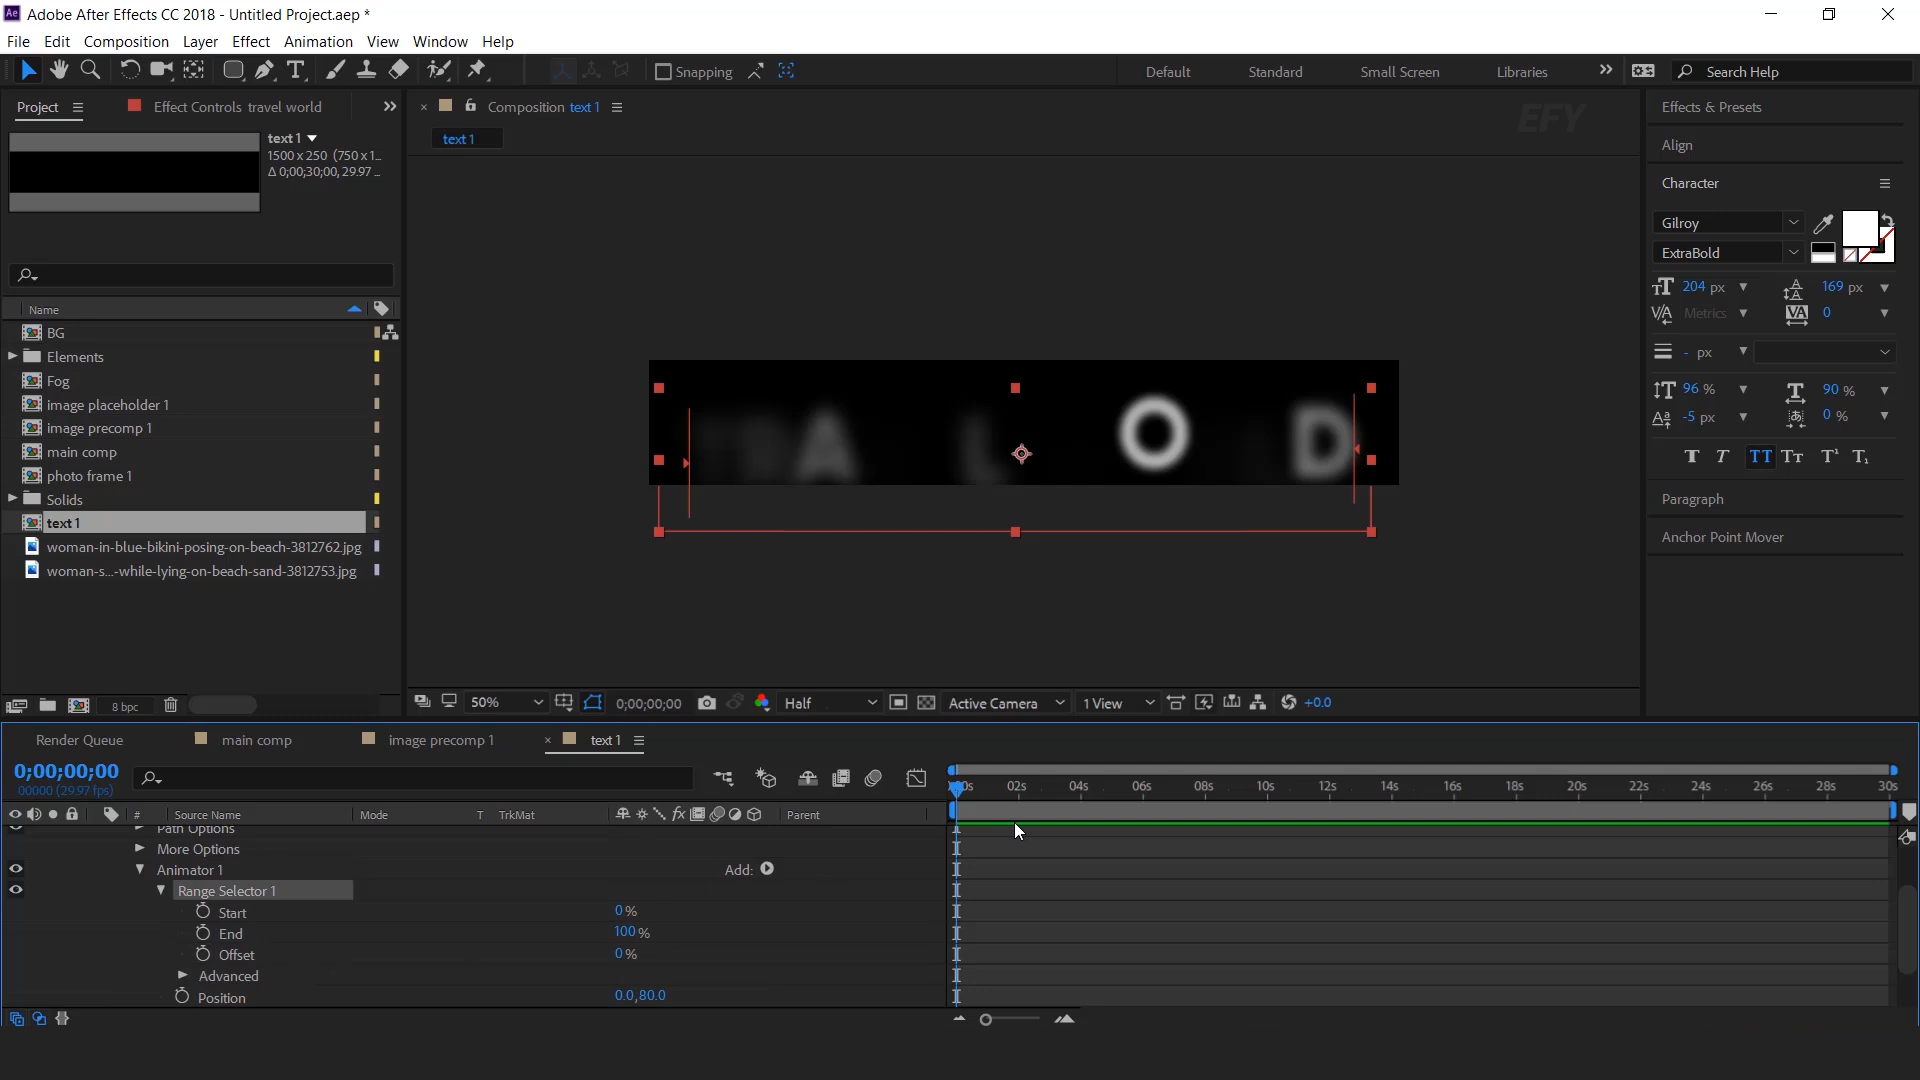 Adobe After Effects CC 2018 - Untitled Project.aep *
File Edit Composition Layer Effect Animation View Window Help
Snapping
Default Standard Small Screen Libraries
Search Help
Project
Effect Controls travel world
Composition text 1
EFY
text 1
text 1
1500 x 250 (750 x 1...
Δ 0;00;30;00, 29.97 ...
Name
BG
Elements
Fog
image placeholder 1
image precomp 1
main comp
photo frame 1
Solids
text 1
woman-in-blue-bikini-posing-on-beach-3812762.jpg
woman-s...-while-lying-on-beach-sand-3812753.jpg
8 bpc
A L O D
50%
0;00;00;00
Half
Active Camera
1 View
+0.0
Effects & Presets
Align
Character
Gilroy
ExtraBold
204 px
169 px
Metrics
0
- px
96 %
90 %
-5 px
0 %
T T TT TT T¹ T₁
Paragraph
Anchor Point Mover
Render Queue
main comp
image precomp 1
text 1
0;00;00;00
00000 (29.97 fps)
02s 04s 06s 08s 10s 12s 14s 16s 18s 20s 22s 24s 26s 28s 30s
# Source Name Mode T TrkMat Parent
Path Options
More Options
Animator 1 Add:
Range Selector 1
Start 0 %
End 100 %
Offset 0 %
Advanced
Position 0.0,80.0